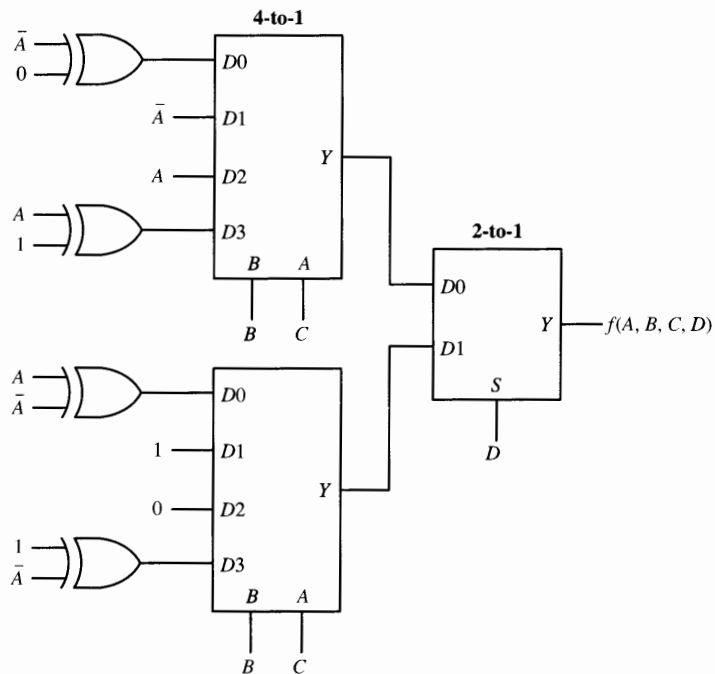 4-to-1
Ā
0
D0
Ā
D1
A
D2
Y
A
1
D3
B A
B C
2-to-1
D0
D1
Y
f(A, B, C, D)
S
D
A
Ā
D0
1
D1
0
D2
Y
1
Ā
D3
B A
B C